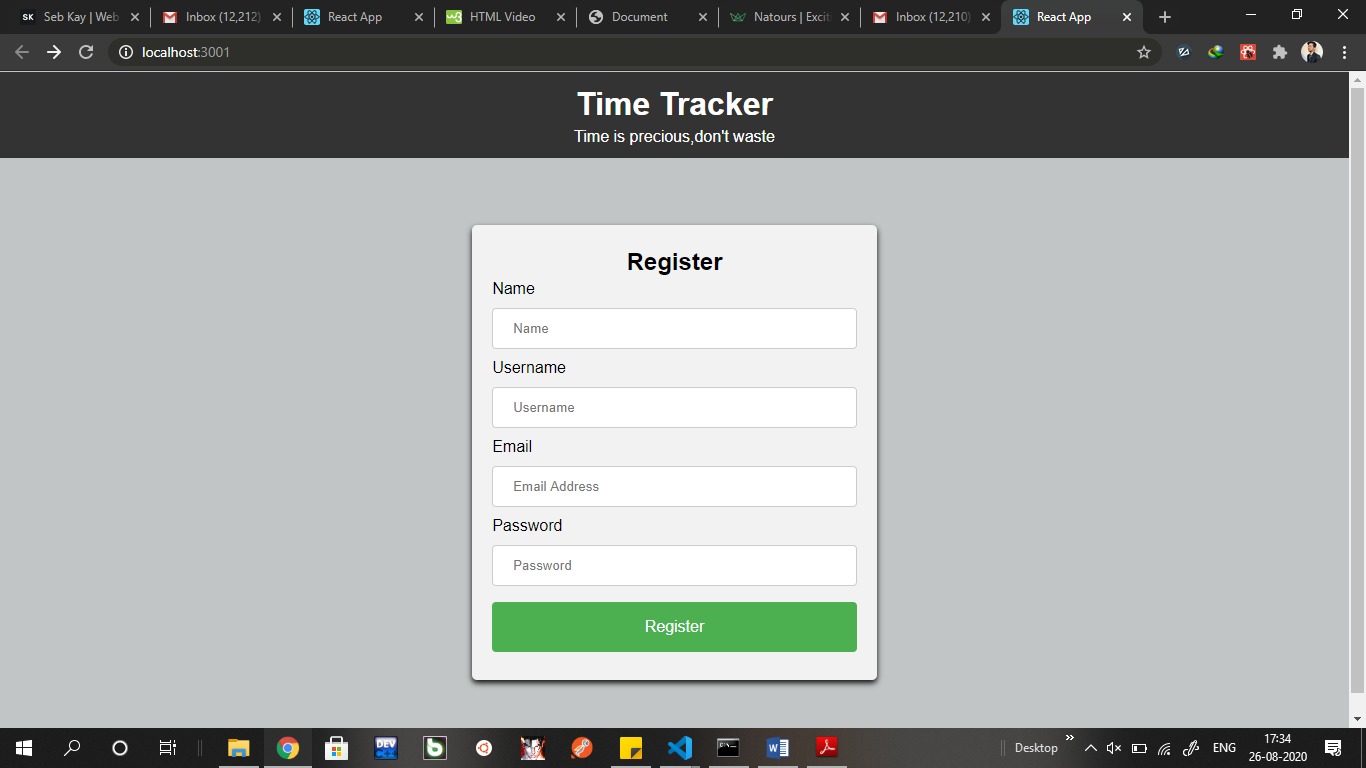 SK Seb Kay | Web
Inbox (12,212)
React App
HTML Video
Document
Natours | Excit
Inbox (12,210)
React App
localhost:3001
Time Tracker
Time is precious,don't waste
Register
Name
Name
Username
Username
Email
Email Address
Password
Password
Register
DEV
Desktop
ENG
17:34
26-08-2020